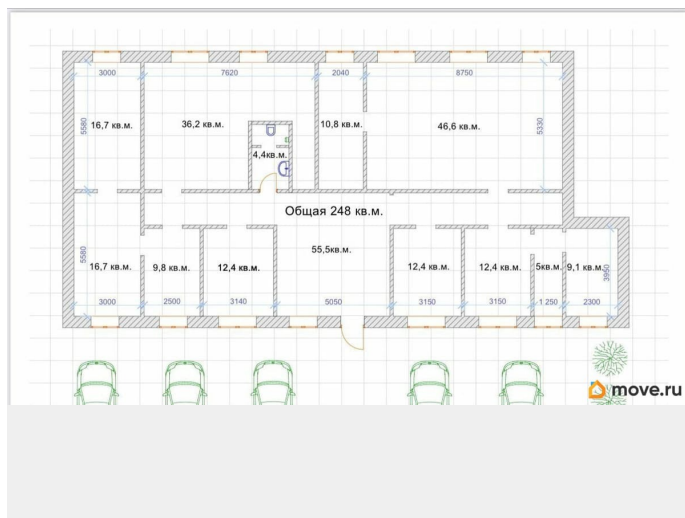 3000
7620
2040
8750
16,7 кв.м.
36,2 кв.м.
10,8 кв.м.
46,6 кв.м.
5580
5330
4,4кв.м.
Общая 248 кв.м.
55,5кв.м.
5580
16,7 кв.м.
9,8 кв.м.
12,4 кв.м.
12,4 кв.м.
12,4 кв.м.
5кв.м.
9,1 кв.м.
3950
3000
2500
3140
5050
3150
3150
1 250
2300
move.ru